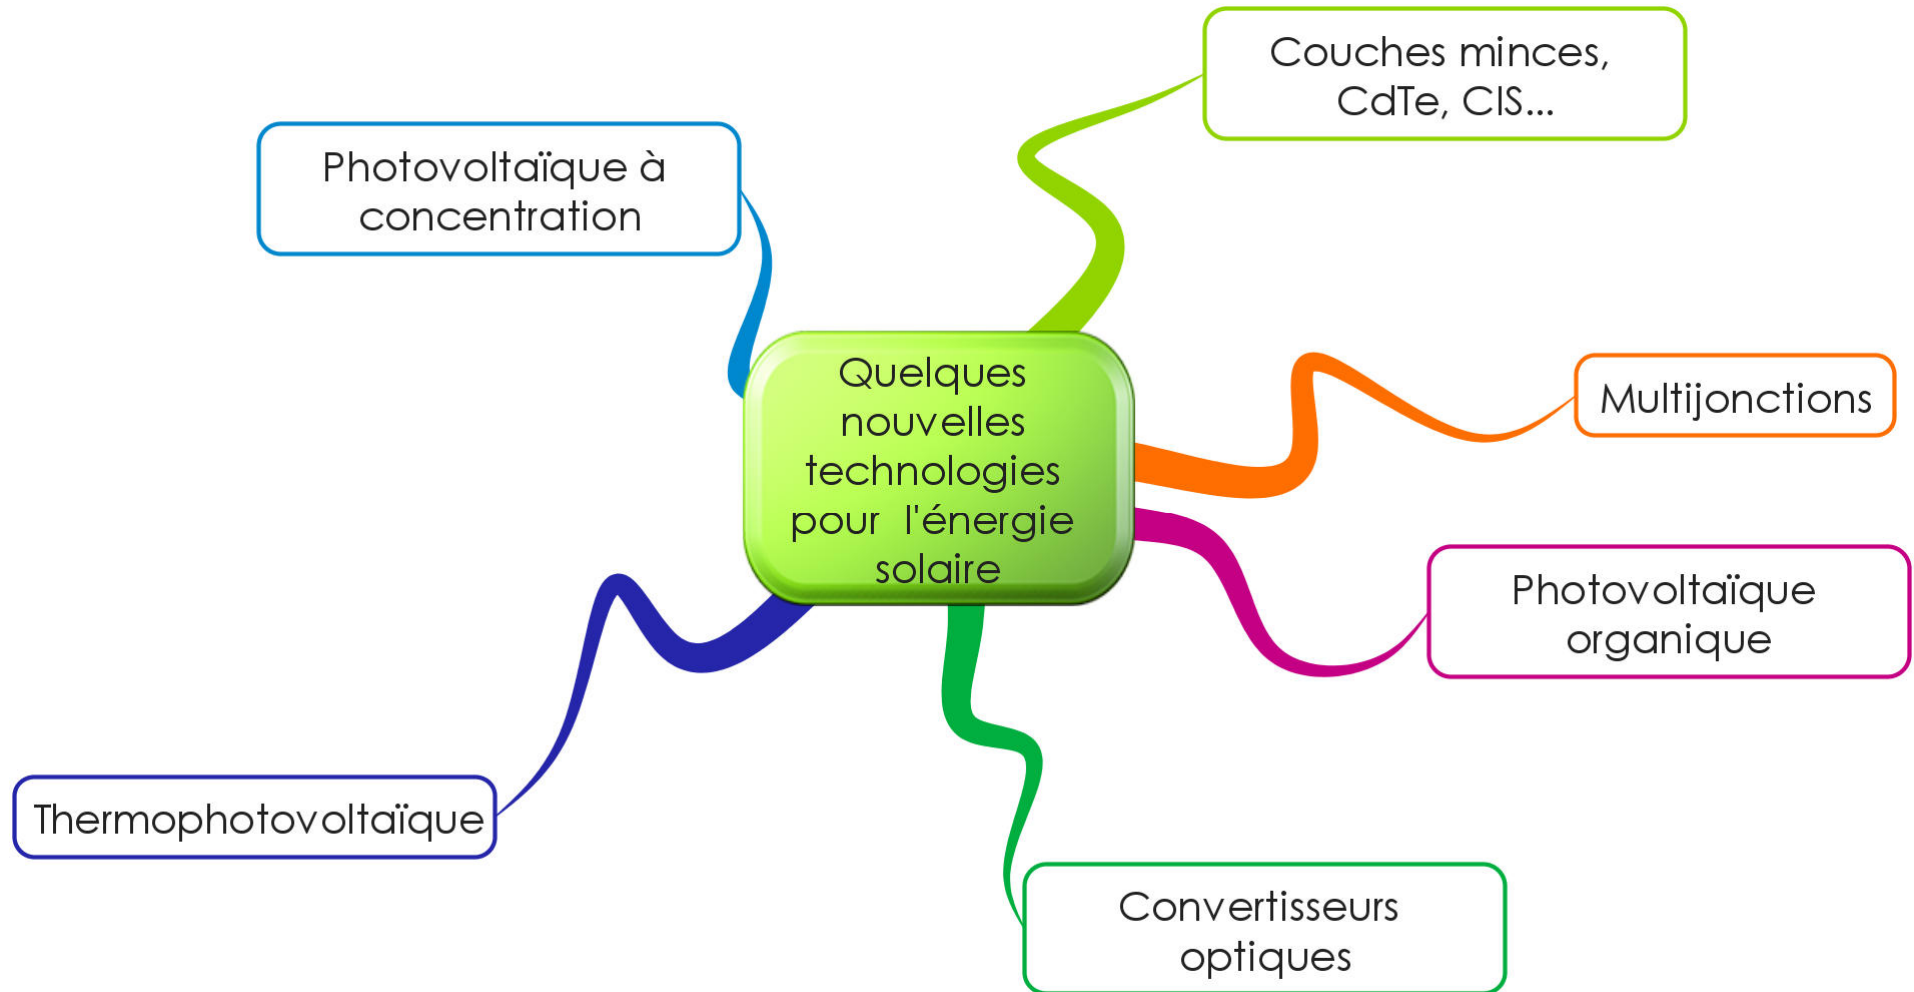 Couches minces,
CdTe, CIS...
Photovoltaïque à
concentration
Quelques
nouvelles
technologies
pour l'énergie
solaire
Multijonctions
Photovoltaïque
organique
Thermophotovoltaïque
Convertisseurs
optiques